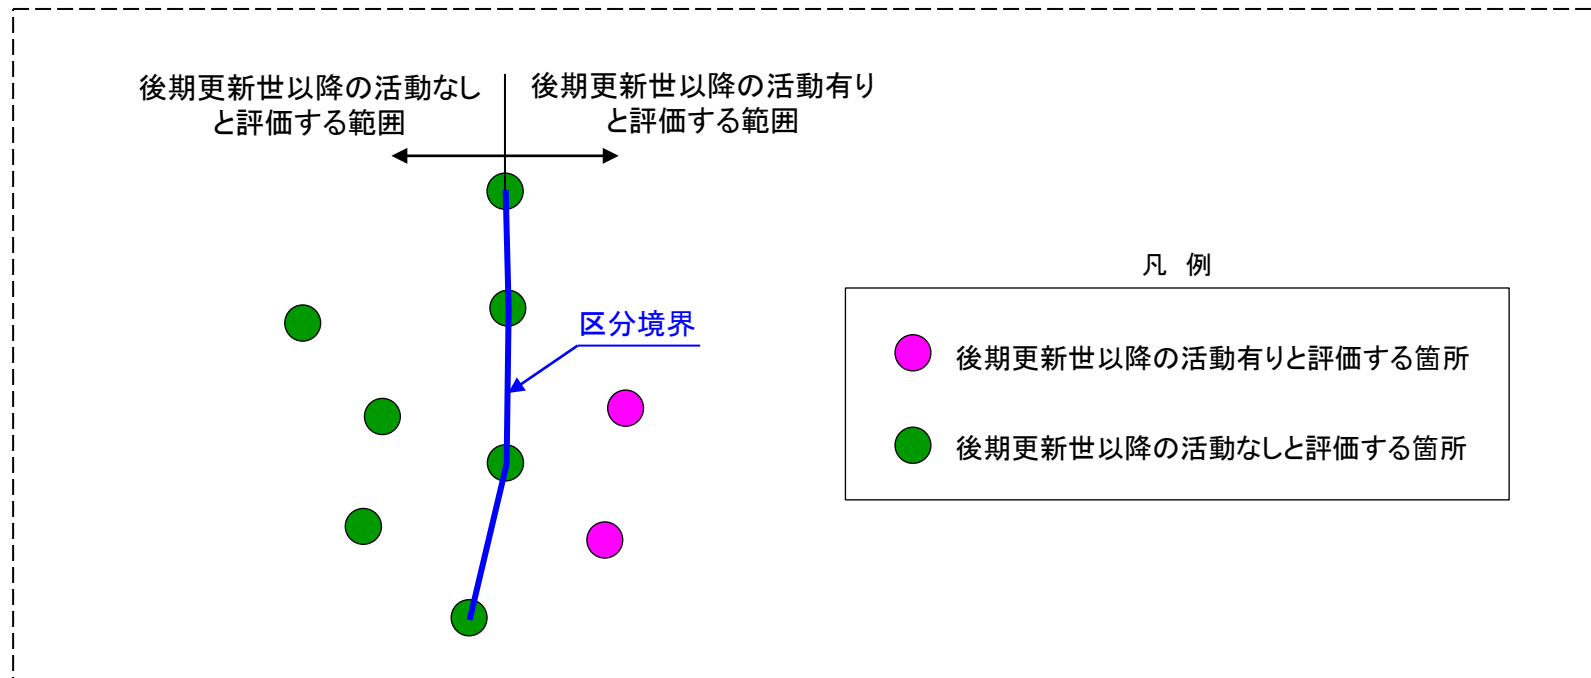 後期更新世以降の活動なし
と評価する範囲
後期更新世以降の活動有り
と評価する範囲
区分境界
凡 例
後期更新世以降の活動有りと評価する箇所
後期更新世以降の活動なしと評価する箇所